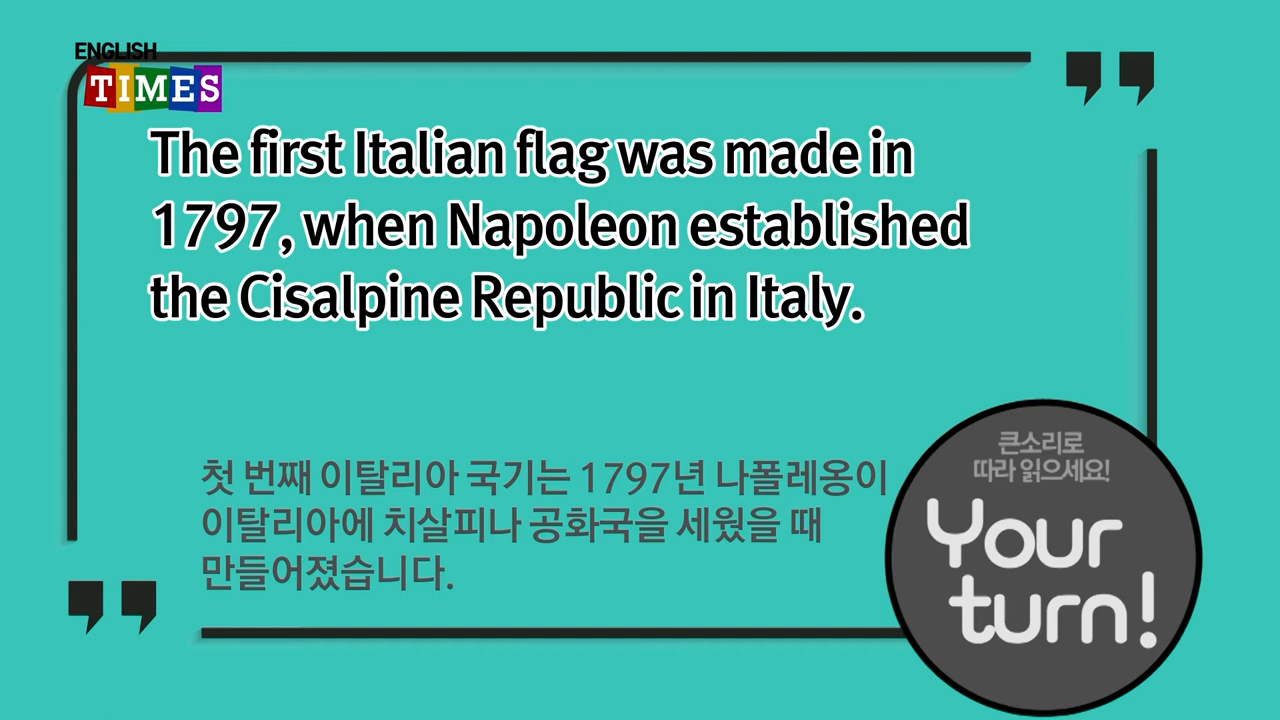 ENGLISH
TIMES
The first Italian flag was made in
1797, when Napoleon established
the Cisalpine Republic in Italy.
첫 번째 이탈리아 국기는 1797년 나폴레옹이
이탈리아에 치살피나 공화국을 세웠을 때
만들어졌습니다.
큰소리로
따라 읽으세요!
Your
turn!